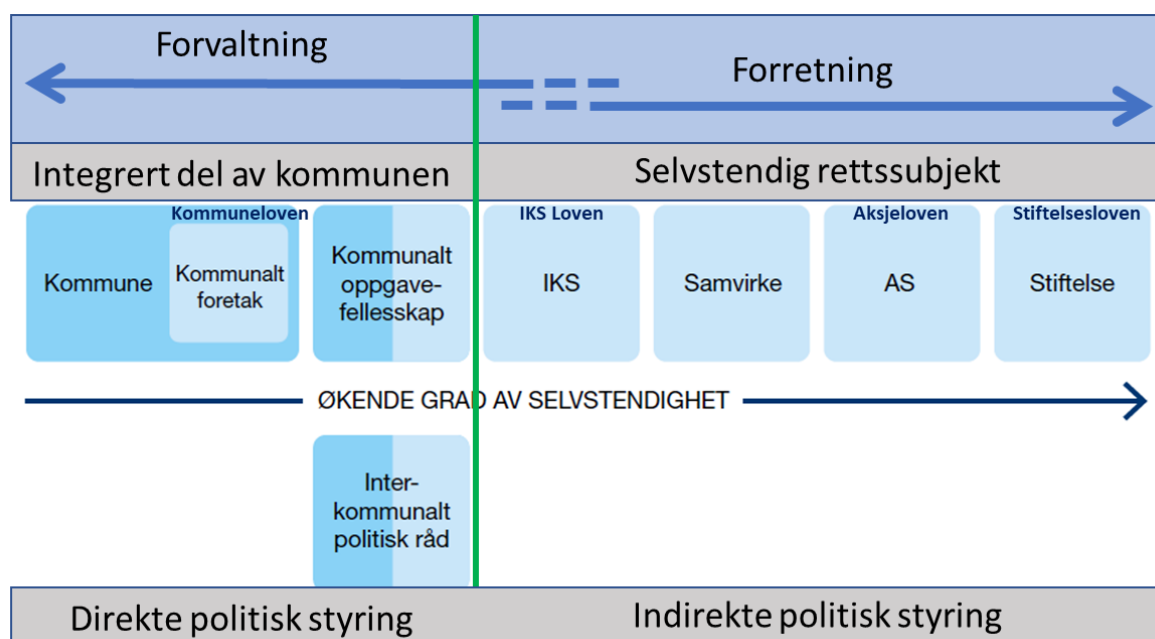 Forvaltning
Forretning
Integrert del av kommunen
Selvstendig rettssubjekt
Kommuneloven
IKS Loven
Aksjeloven
Stiftelsesloven
Kommune
Kommunalt
foretak
Kommunalt
oppgave-
fellesskap
IKS
Samvirke
AS
Stiftelse
ØKENDE GRAD AV SELVSTENDIGHET
Inter-
kommunalt
politisk råd
Direkte politisk styring
Indirekte politisk styring